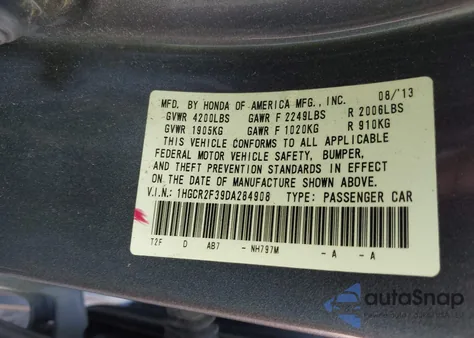 MFD. BY HONDA OF AMERICA MFG., INC. 08/'13
GVWR 4200LBS GAWR F 2249LBS R 2006LBS
GVWR 1905KG GAWR F 1020KG R 910KG
THIS VEHICLE CONFORMS TO ALL APPLICABLE
FEDERAL MOTOR VEHICLE SAFETY, BUMPER,
AND THEFT PREVENTION STANDARDS IN EFFECT ON
THE DATE OF MANUFACTURE SHOWN ABOVE.
V.I.N.: 1HGCR2F39DA284908 TYPE: PASSENGER CAR
T2F D AB7 - NH797M - A - A
autoSnap